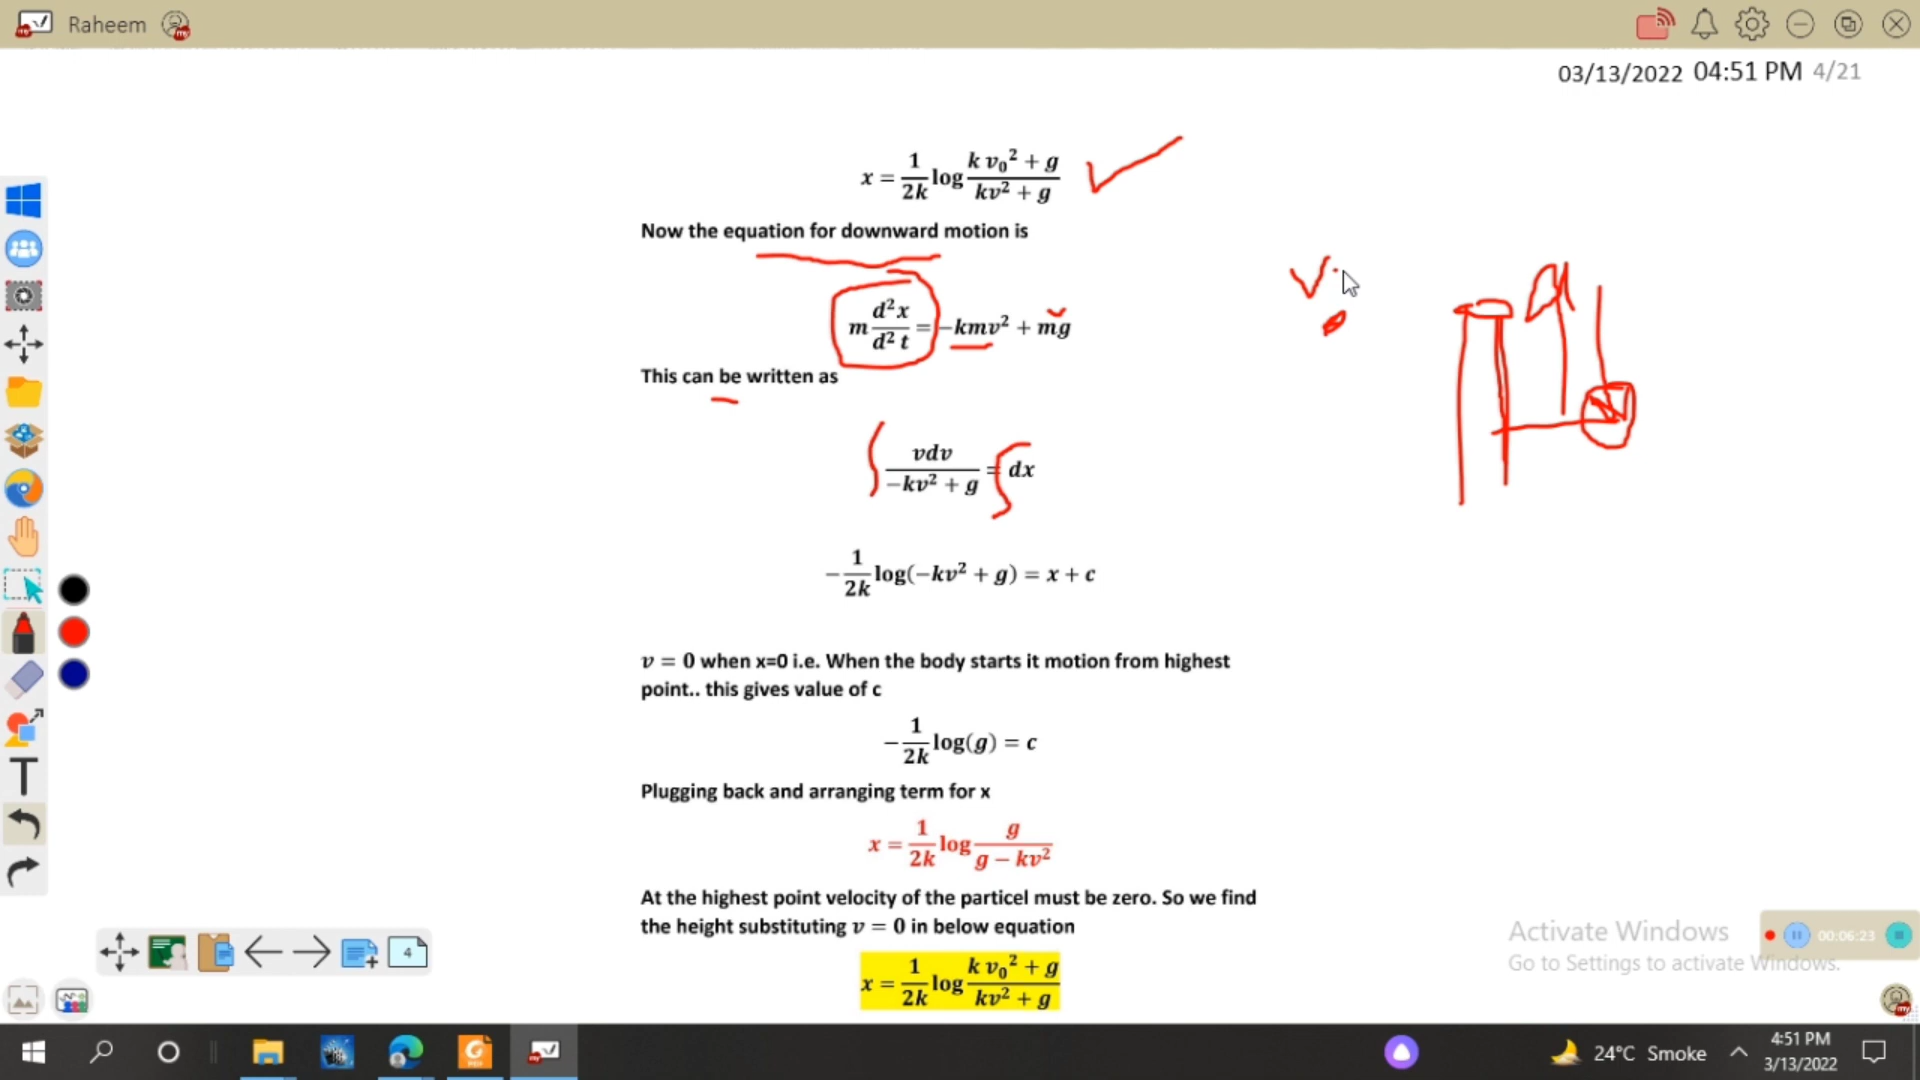 Raheem
03/13/2022 04:51 PM 4/21
x = 1/2k log k v₀² + g / kv² + g
Now the equation for downward motion is
m d²x / d² t = −kmv² + mg
This can be written as
vdv / −kv² + g = dx
− 1/2k log(−kv² + g) = x + c
v = 0 when x=0 i.e. When the body starts it motion from highest
point.. this gives value of c
− 1/2k log(g) = c
Plugging back and arranging term for x
x = 1/2k log g / g − kv²
At the highest point velocity of the particel must be zero. So we find
the height substituting v = 0 in below equation
x = 1/2k log k v₀² + g / kv² + g
V
T
4
Activate Windows
Go to Settings to activate Windows.
00:06:23
24°C Smoke
4:51 PM
3/13/2022